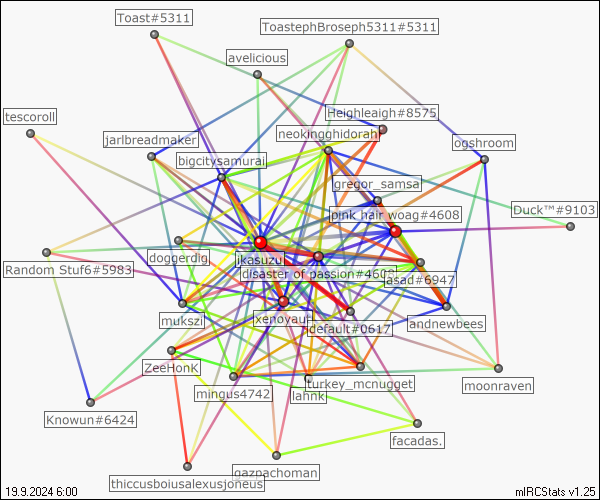 Toast#5311
ToastephBroseph5311#5311
avelicious
tescoroll
Heighleaigh#8575
jarlbreadmaker
neokingghidorah
ogshroom
bigcitysamurai
gregor_samsa
Duck™#9103
pink_hair_woag#4608
doggerdig
jkasuzu
Random Stuf6#5983
disaster of passion#4608
asad#6947
mukszi
xenoyaur
default#0617
andnewbees
ZeeHonK
turkey_mcnugget
moonraven
mingus4742
lahnk
Knowun#6424
facadas.
gazpachoman
thiccusboiusalexusjoneus
19.9.2024 6:00
mIRCStats v1.25